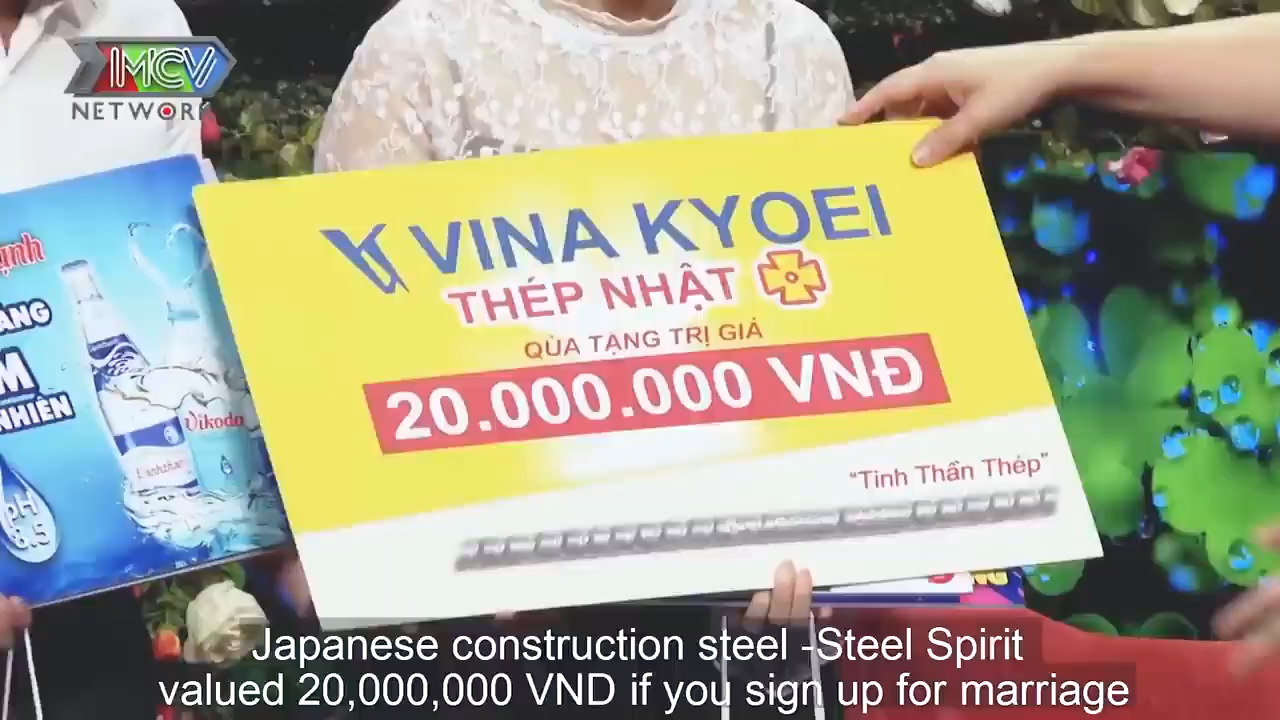 MCV
NETWORK
VINA KYOEI
THÉP NHẬT
QÙA TẶNG TRỊ GIÁ
20.000.000 VNĐ
"Tinh Thần Thép"
NHIÊN
Vikoda
pH
8.5
Japanese construction steel -Steel Spirit
valued 20,000,000 VND if you sign up for marriage